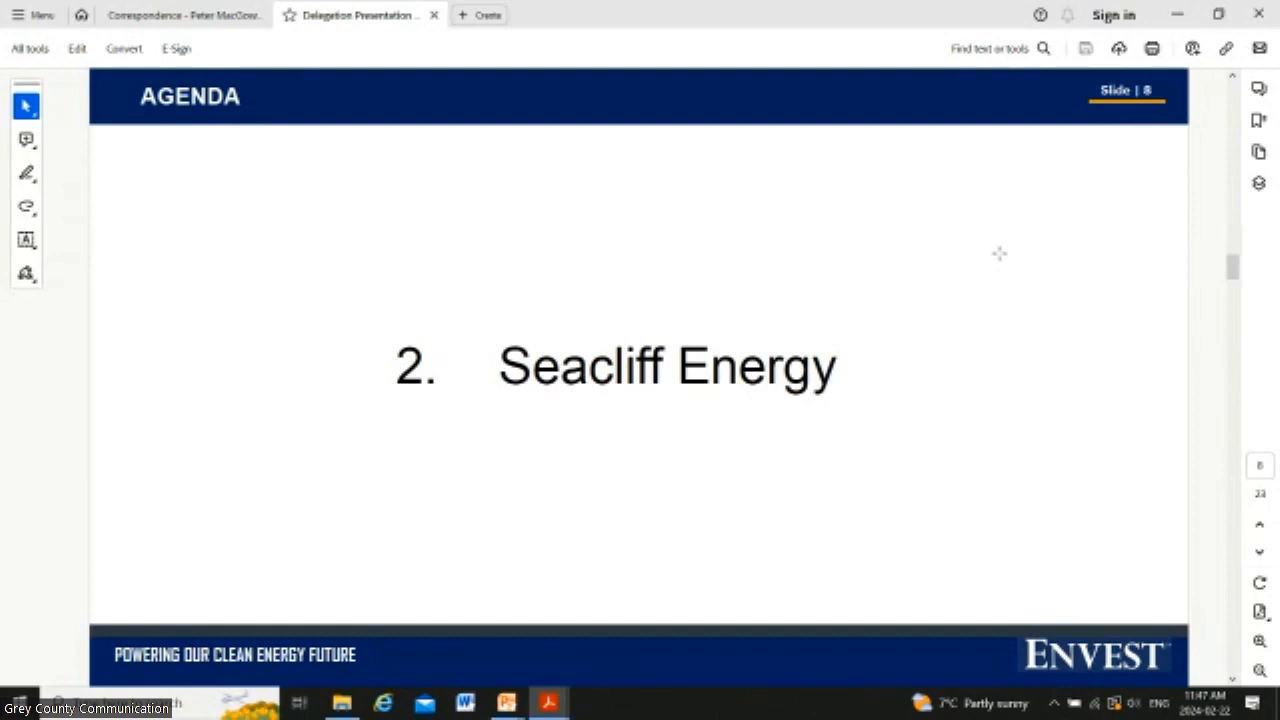 Menu
Correspondence - Peter MacGow...
Delegation Presentation ...
+ Create
Sign in
All tools
Edit
Convert
E-Sign
Find text or tools
AGENDA
Slide | 8
2. Seacliff Energy
8
23
POWERING OUR CLEAN ENERGY FUTURE
ENVEST
7°C Partly sunny
ENG
11:47 AM
2024-02-22
Grey County Communication